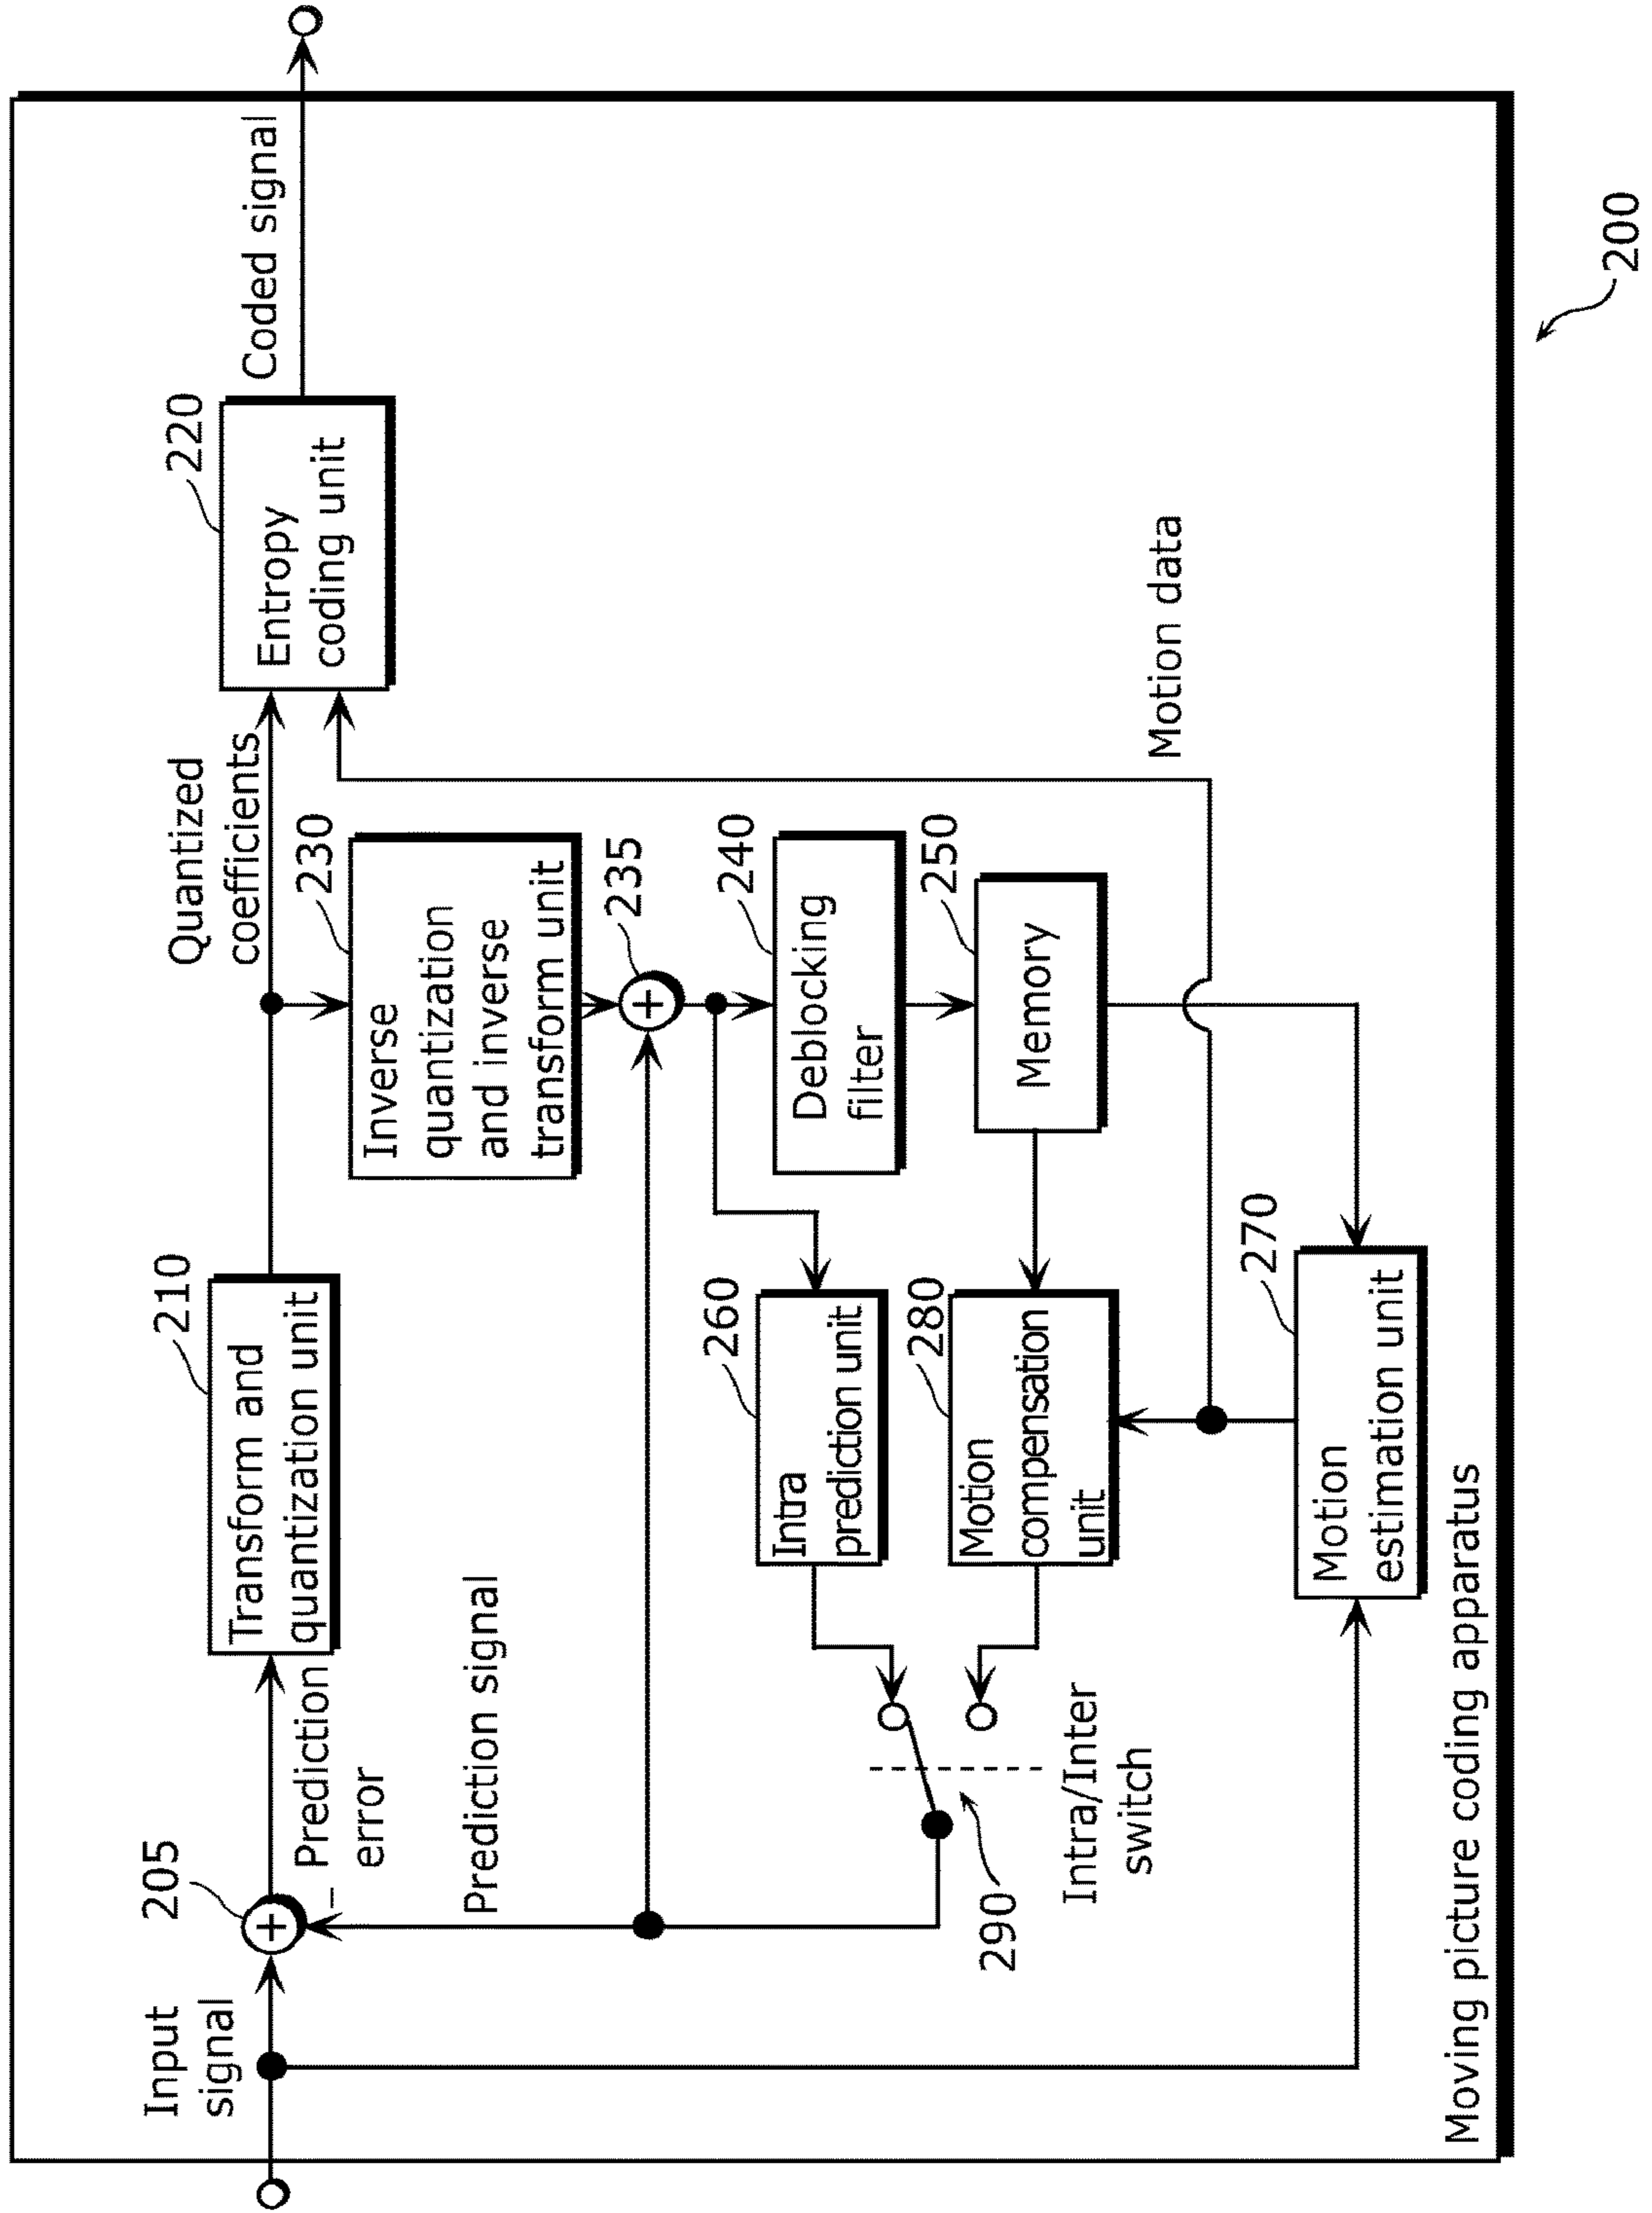 Input
signal
205
Prediction
error
210
Transform and
quantization unit
Quantized
coefficients
220
Entropy
coding unit
Coded signal
230
Inverse
quantization
and inverse
transform unit
235
+
+
–
Prediction signal
240
Deblocking
filter
250
Memory
260
Intra
prediction unit
280
Motion
compensation
unit
270
Motion
estimation unit
Motion data
290
Intra/Inter
switch
Moving picture coding apparatus
200